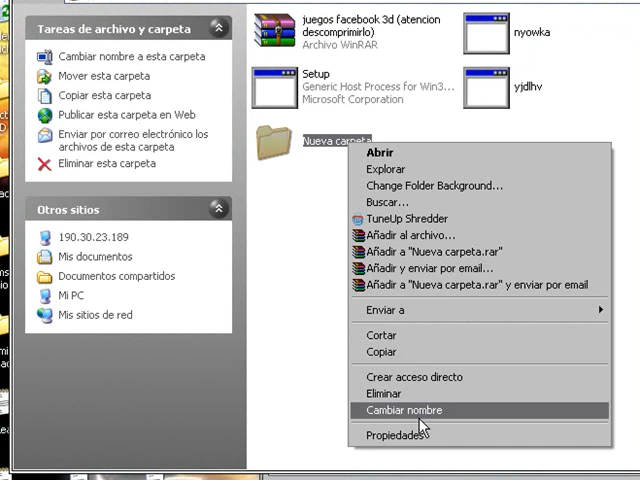 Tareas de archivo y carpeta
Cambiar nombre a esta carpeta
Mover esta carpeta
Copiar esta carpeta
Publicar esta carpeta en Web
Enviar por correo electrónico los
archivos de esta carpeta
Eliminar esta carpeta
Otros sitios
190.30.23.189
Mis documentos
Documentos compartidos
Mi PC
Mis sitios de red
juegos facebook 3d (atencion
descomprimirlo)
Archivo WinRAR
nyowka
Setup
Generic Host Process for Win3...
Microsoft Corporation
yjdlhv
Nueva carpeta
Abrir
Explorar
Change Folder Background...
Buscar...
TuneUp Shredder
Añadir al archivo...
Añadir a "Nueva carpeta.rar"
Añadir y enviar por email...
Añadir a "Nueva carpeta.rar" y enviar por email
Enviar a
Cortar
Copiar
Crear acceso directo
Eliminar
Cambiar nombre
Propiedades